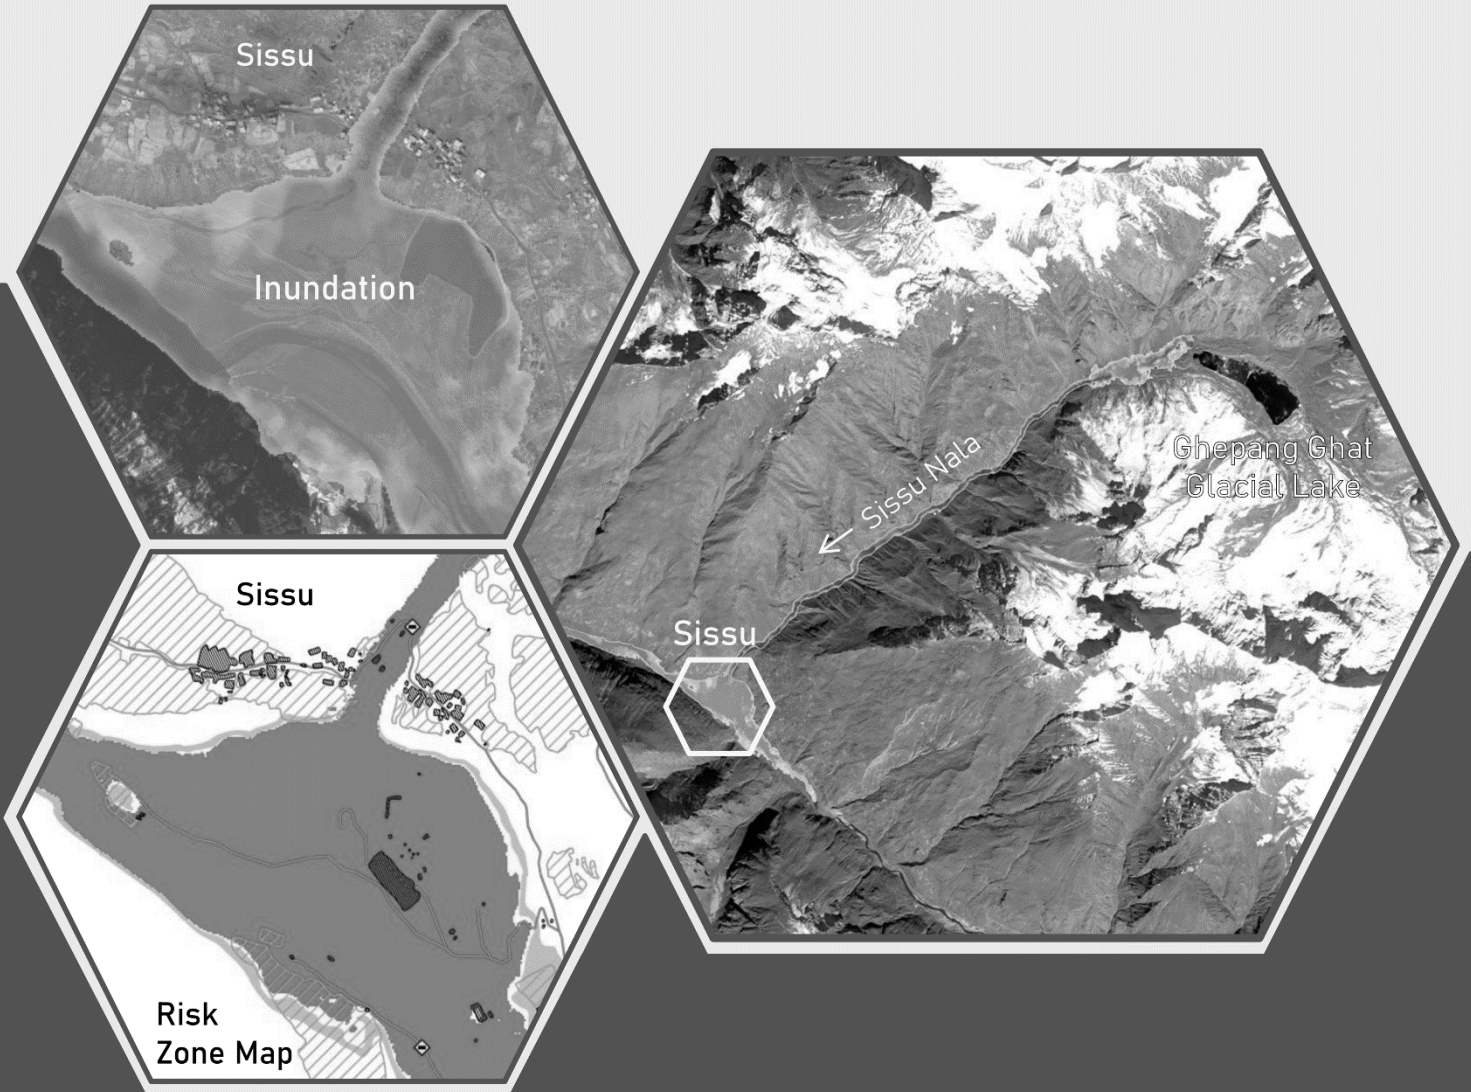 Sissu
Inundation
Sissu
Risk
Zone Map
Ghepang Ghat
Glacial Lake
← Sissu Nala
Sissu